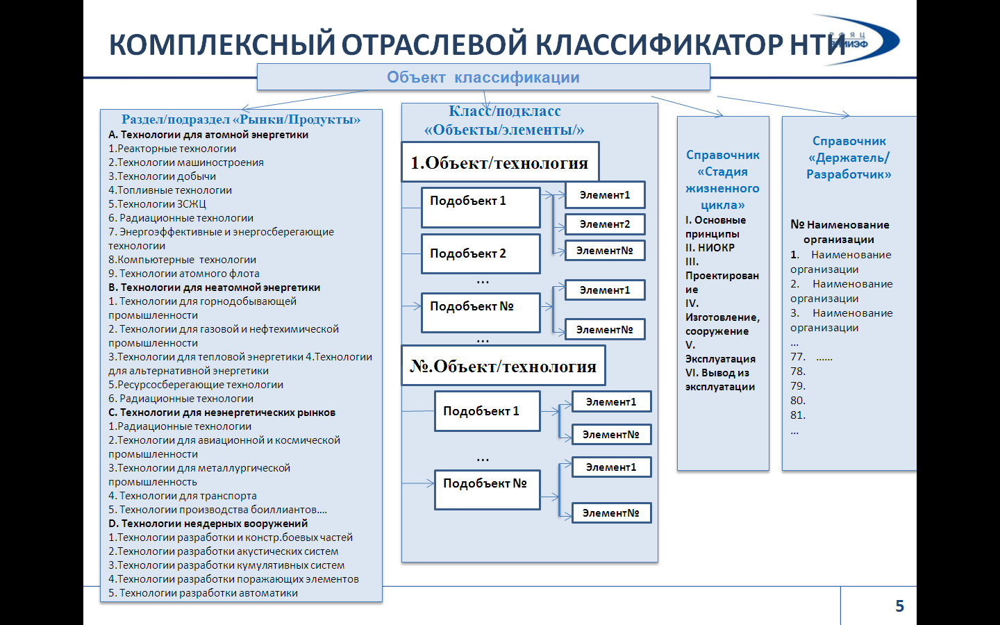 КОМПЛЕКСНЫЙ ОТРАСЛЕВОЙ КЛАССИФИКАТОР НТИ
Р Ф Я Ц
ВНИИЭФ
Объект классификации
Раздел/подраздел «Рынки/Продукты»
А. Технологии для атомной энергетики
1.Реакторные технологии
2.Технологии машиностроения
3.Технологии добычи
4.Топливные технологии
5.Технологии ЗСЖЦ
6. Радиационные технологии
7. Энергоэффективные и энергосберегающие
технологии
8.Компьютерные технологии
9. Технологии атомного флота
В. Технологии для неатомной энергетики
1. Технологии для горнодобывающей
промышленности
2. Технологии для газовой и нефтехимической
промышленности
3.Технологии для тепловой энергетики 4.Технологии
для альтернативной энергетики
5.Ресурсосберегающие технологии
6. Радиационные технологии
С. Технологии для неэнергетических рынков
1.Радиационные технологии
2.Технологии для авиационной и космической
промышленности
3.Технологии для металлургической
промышленность
4. Технологии для транспорта
5. Технологии производства боиллиантов....
D. Технологии неядерных вооружений
1.Технологии разработки и констр.боевых частей
2.Технологии разработки акустических систем
3.Технологии разработки кумулятивных систем
4.Технологии разработки поражающих элементов
5. Технологии разработки автоматики
Класс/подкласс
«Объекты/элементы/»
1.Объект/технология
Подобъект 1
Элемент1
Элемент2
Подобъект 2
Элемент№
...
Элемент1
Подобъект №
Элемент№
...
№.Объект/технология
Подобъект 1
Элемент1
Элемент№
...
Элемент1
Подобъект №
Элемент№
Справочник
«Стадия
жизненного
цикла»
I. Основные
принципы
II. НИОКР
III.
Проектирован
ие
IV.
Изготовление,
сооружение
V.
Эксплуатация
VI. Вывод из
эксплуатации
Справочник
«Держатель/
Разработчик»
№ Наименование
организации
1. Наименование
организации
2. Наименование
организации
3. Наименование
организации
...
77. ......
78.
79.
80.
81.
...
5